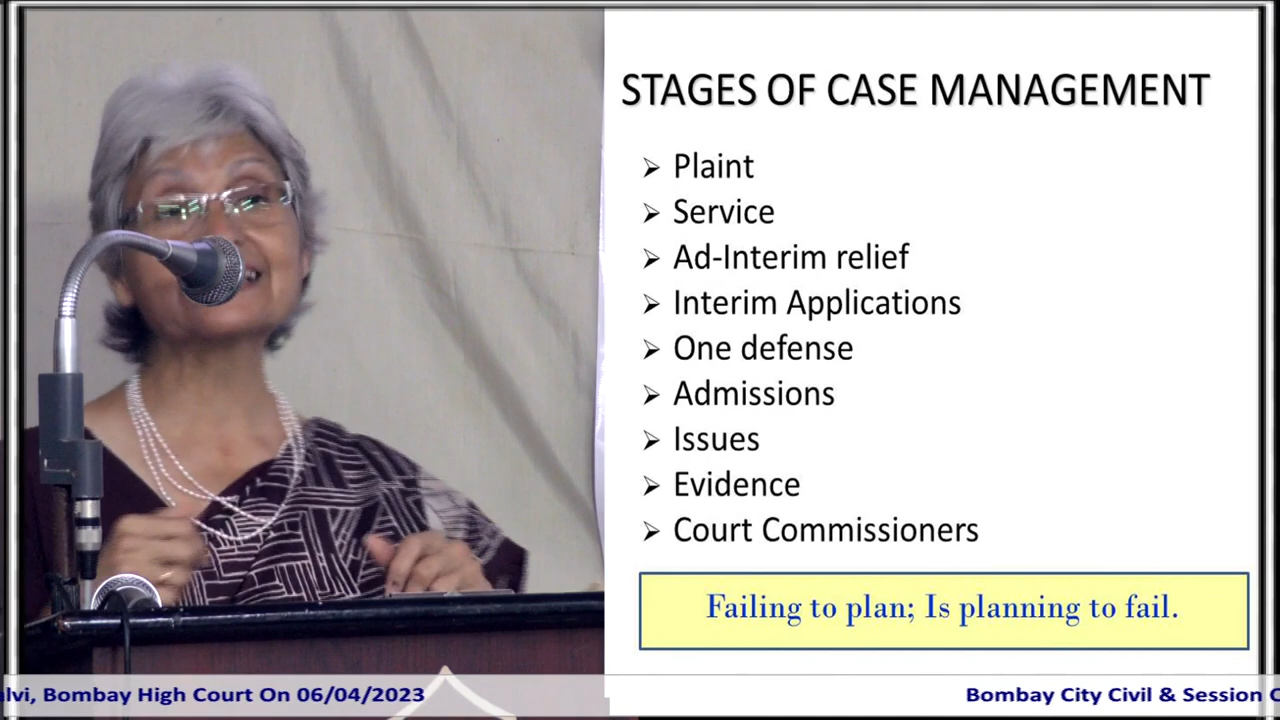 STAGES OF CASE MANAGEMENT
Plaint
Service
Ad-Interim relief
Interim Applications
One defense
Admissions
Issues
Evidence
Court Commissioners
Failing to plan; Is planning to fail.
Bombay High Court On 06/04/2023
Bombay City Civil & Session